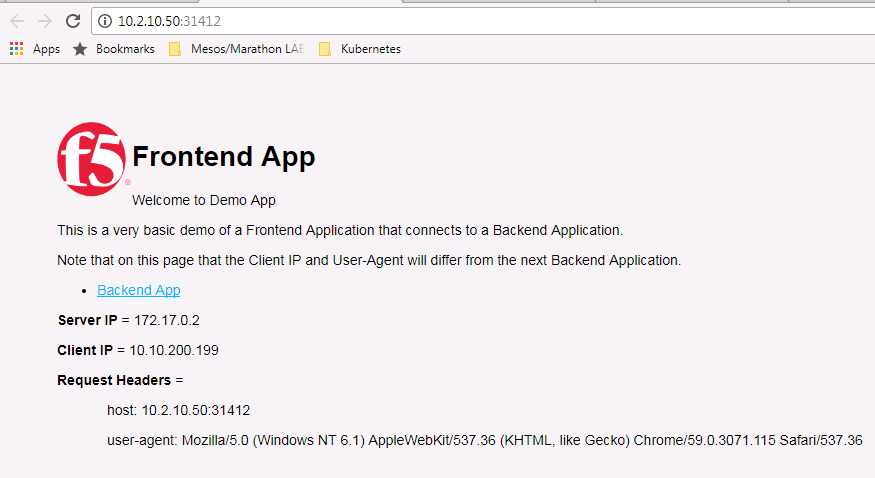 10.2.10.50:31412
Apps Bookmarks Mesos/Marathon LAB Kubernetes
f5 ®
Frontend App
Welcome to Demo App
This is a very basic demo of a Frontend Application that connects to a Backend Application.
Note that on this page that the Client IP and User-Agent will differ from the next Backend Application.
• Backend App
Server IP = 172.17.0.2
Client IP = 10.10.200.199
Request Headers =
host: 10.2.10.50:31412
user-agent: Mozilla/5.0 (Windows NT 6.1) AppleWebKit/537.36 (KHTML, like Gecko) Chrome/59.0.3071.115 Safari/537.36